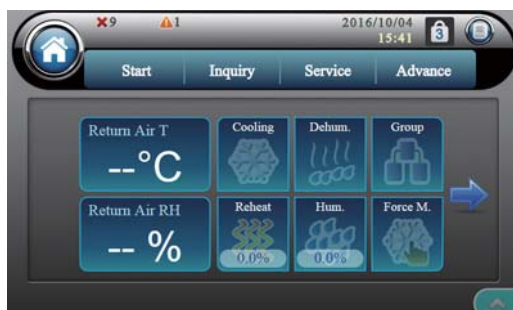 9 1 2016/10/04
15:41 3
Start Inquiry Service Advance
Return Air T Cooling Dehum. Group
--°C
Return Air RH Reheat Hum. Force M.
-- % 0.0% 0.0%